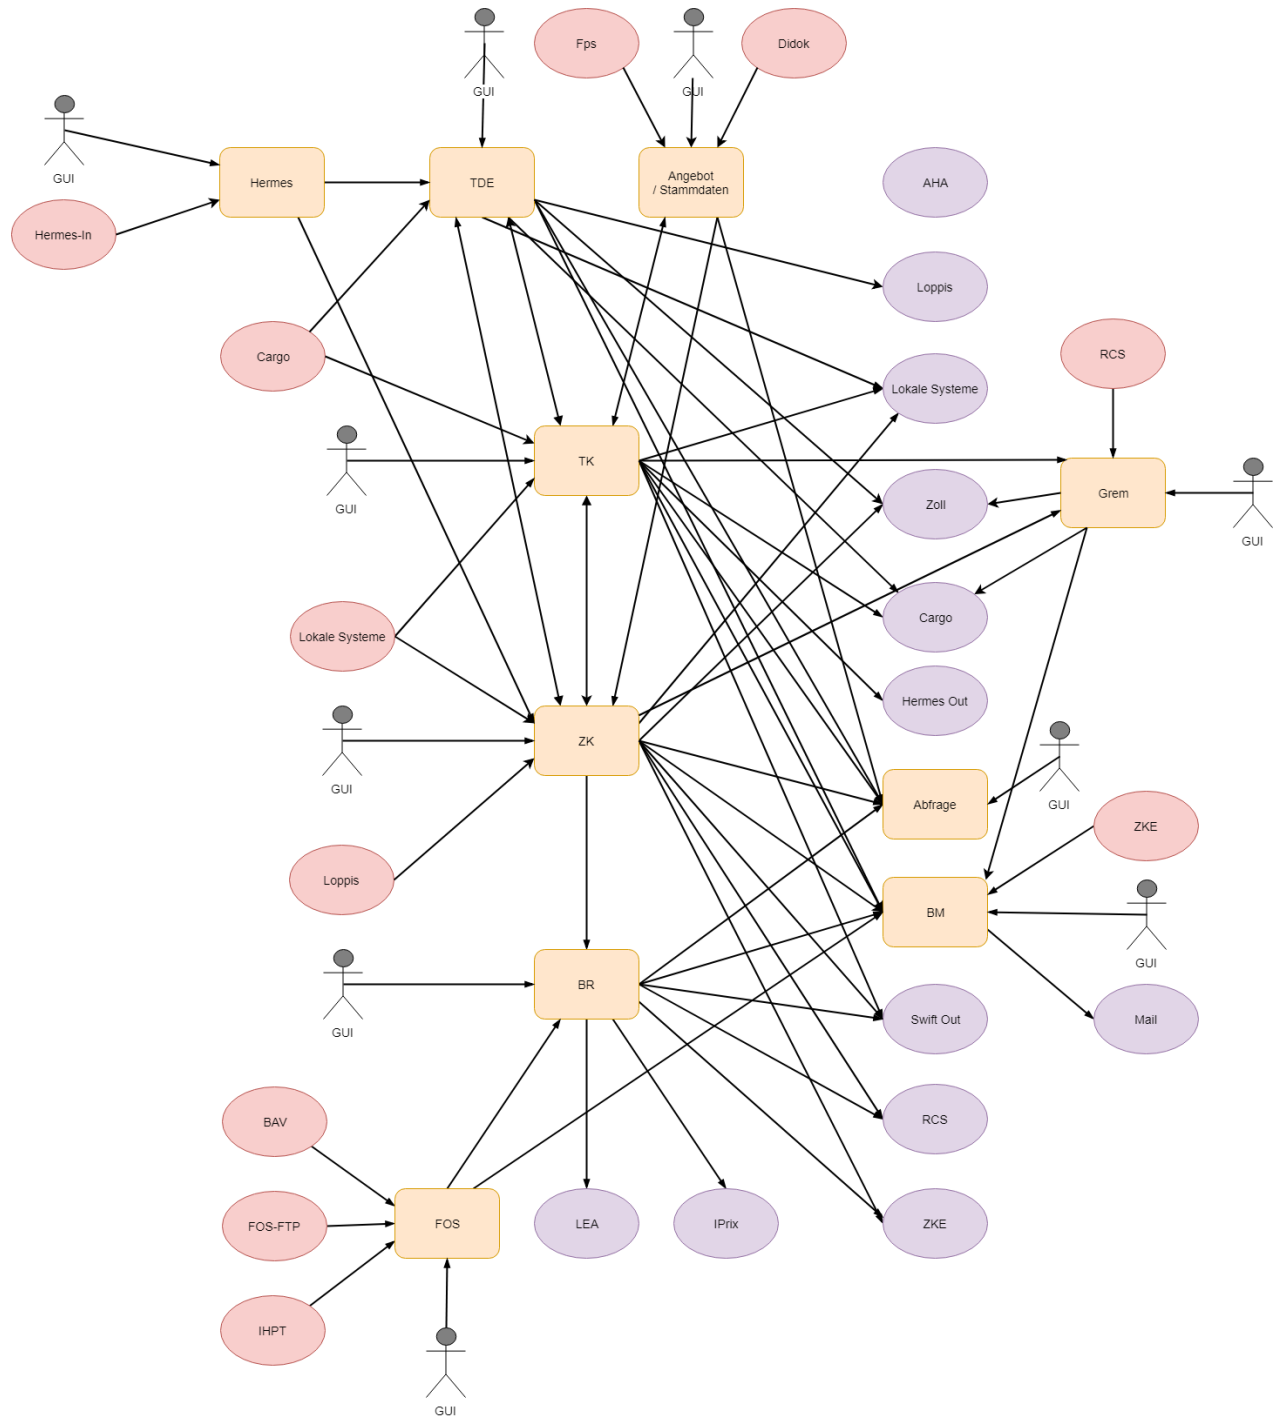 Fps
Didok
GUI
GUI
GUI
Hermes
TDE
Angebot
/ Stammdaten
AHA
Hermes-In
Loppis
Cargo
RCS
Lokale Systeme
TK
GUI
Grem
Zoll
GUI
Cargo
Lokale Systeme
Hermes Out
ZK
GUI
Abfrage
GUI
ZKE
Loppis
BM
GUI
BR
GUI
Swift Out
Mail
BAV
RCS
FOS-FTP
FOS
LEA
IPrix
ZKE
IHPT
GUI